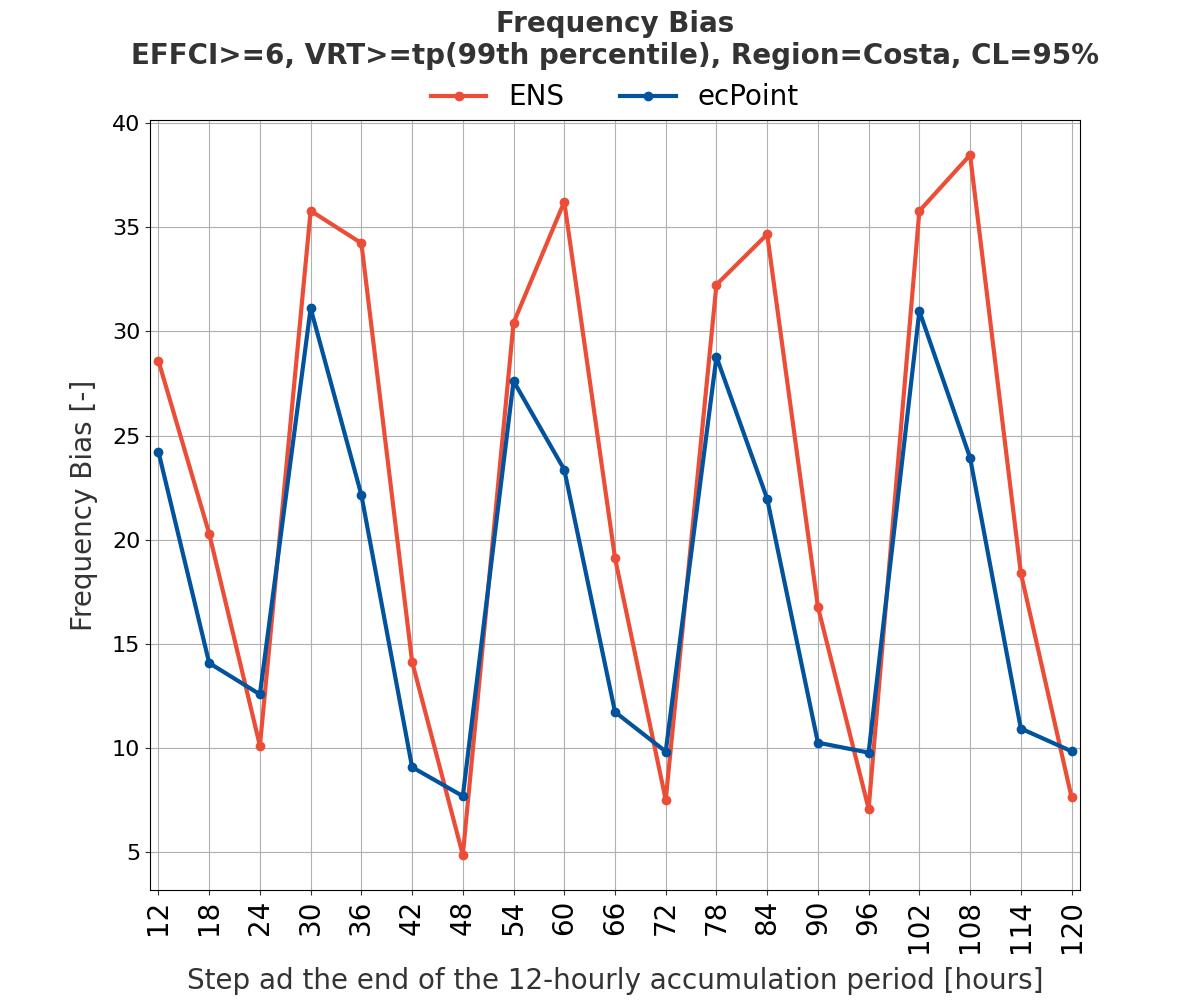 Frequency Bias
EFFCI>=6, VRT>=tp(99th percentile), Region=Costa, CL=95%
ENS ecPoint
Frequency Bias [-]
40
35
30
25
20
15
10
5
12 18 24 30 36 42 48 54 60 66 72 78 84 90 96 102 108 114 120
Step ad the end of the 12-hourly accumulation period [hours]